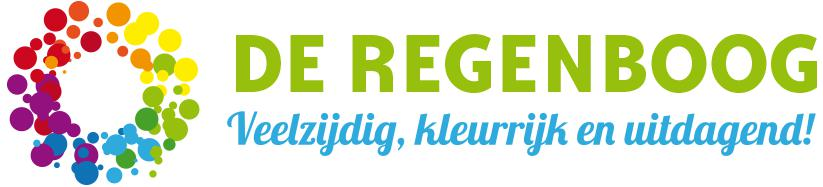 DE REGENBOOG
Veelzijdig, kleurrijk en uitdagend!